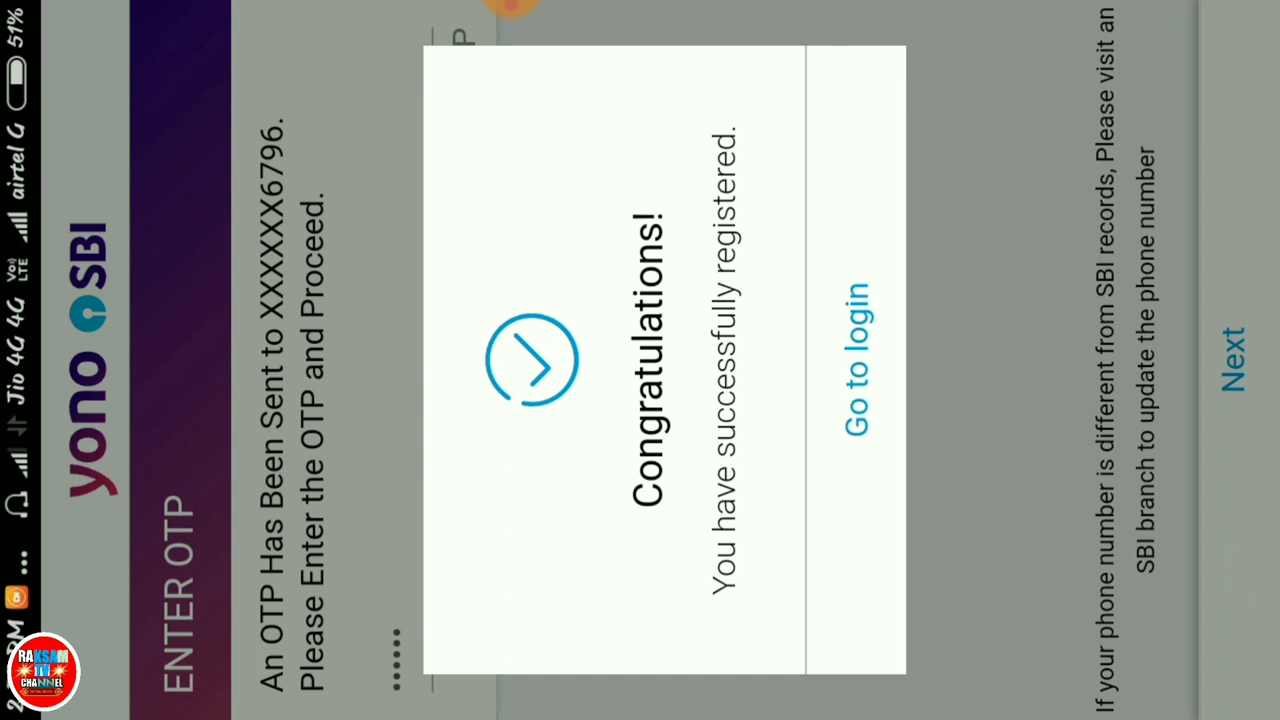 Jio 4G 4G VoLTE airtel G 51%
yono SBI
ENTER OTP
An OTP Has Been Sent to XXXXXX6796.
Please Enter the OTP and Proceed.
••••••
Congratulations!
You have successfully registered.
Go to login
If your phone number is different from SBI records, Please visit an
SBI branch to update the phone number
Next
RAKSAM
TV
CHANNEL